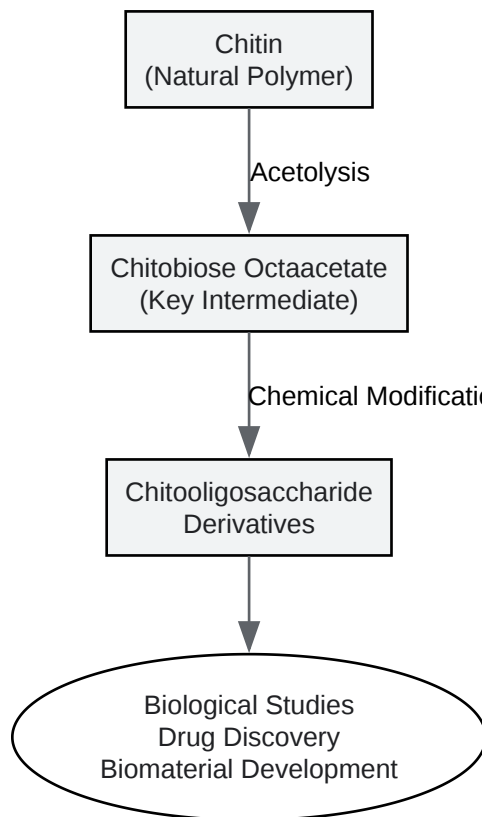 Chitin
(Natural Polymer)
Acetolysis
Chitobiose Octaacetate
(Key Intermediate)
Chemical Modificatio
Chitooligosaccharide
Derivatives
Biological Studies
Drug Discovery
Biomaterial Development